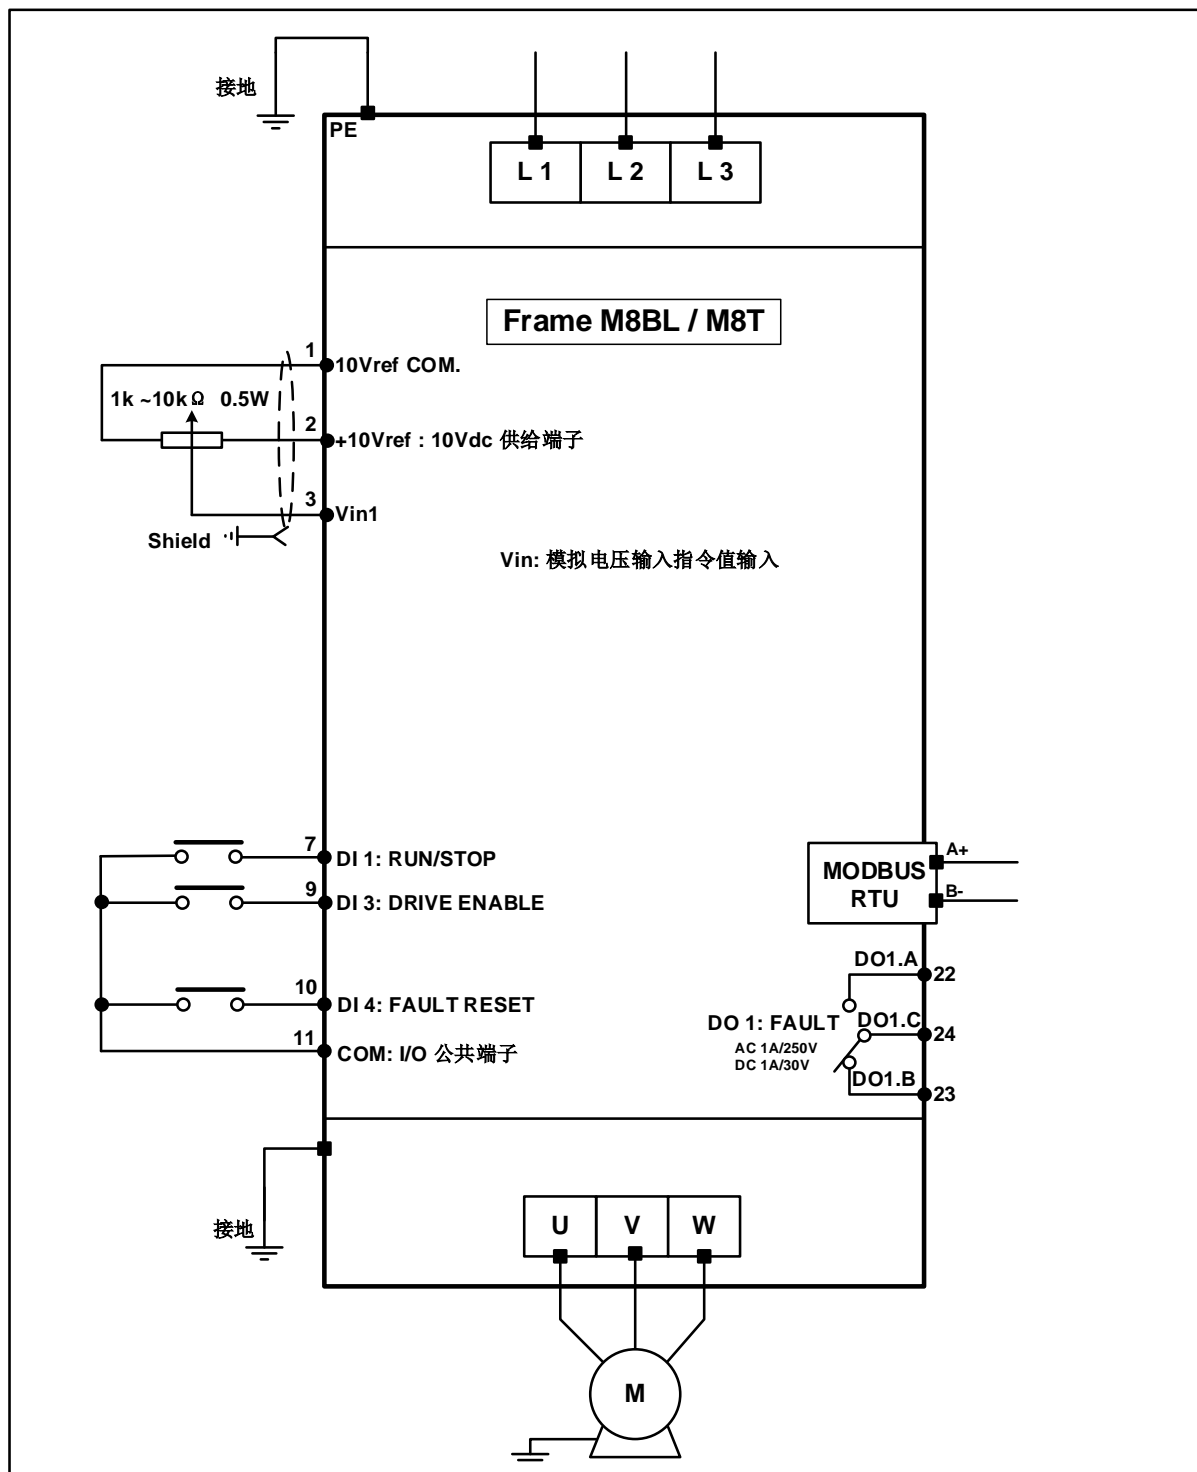 接地
PE
L 1 L 2 L 3
Frame M8BL / M8T
1
10Vref COM.
1k ~10k Ω 0.5W
2
+10Vref : 10Vdc 供给端子
3
Vin1
Shield
Vin: 模拟电压输入指令值输入
7
DI 1: RUN/STOP
9
DI 3: DRIVE ENABLE
MODBUS
RTU
A+
B-
10
DI 4: FAULT RESET
11
COM: I/O 公共端子
DO1.A
22
DO 1: FAULT
DO1.C
24
AC 1A/250V
DC 1A/30V
DO1.B
23
接地
U V W
M